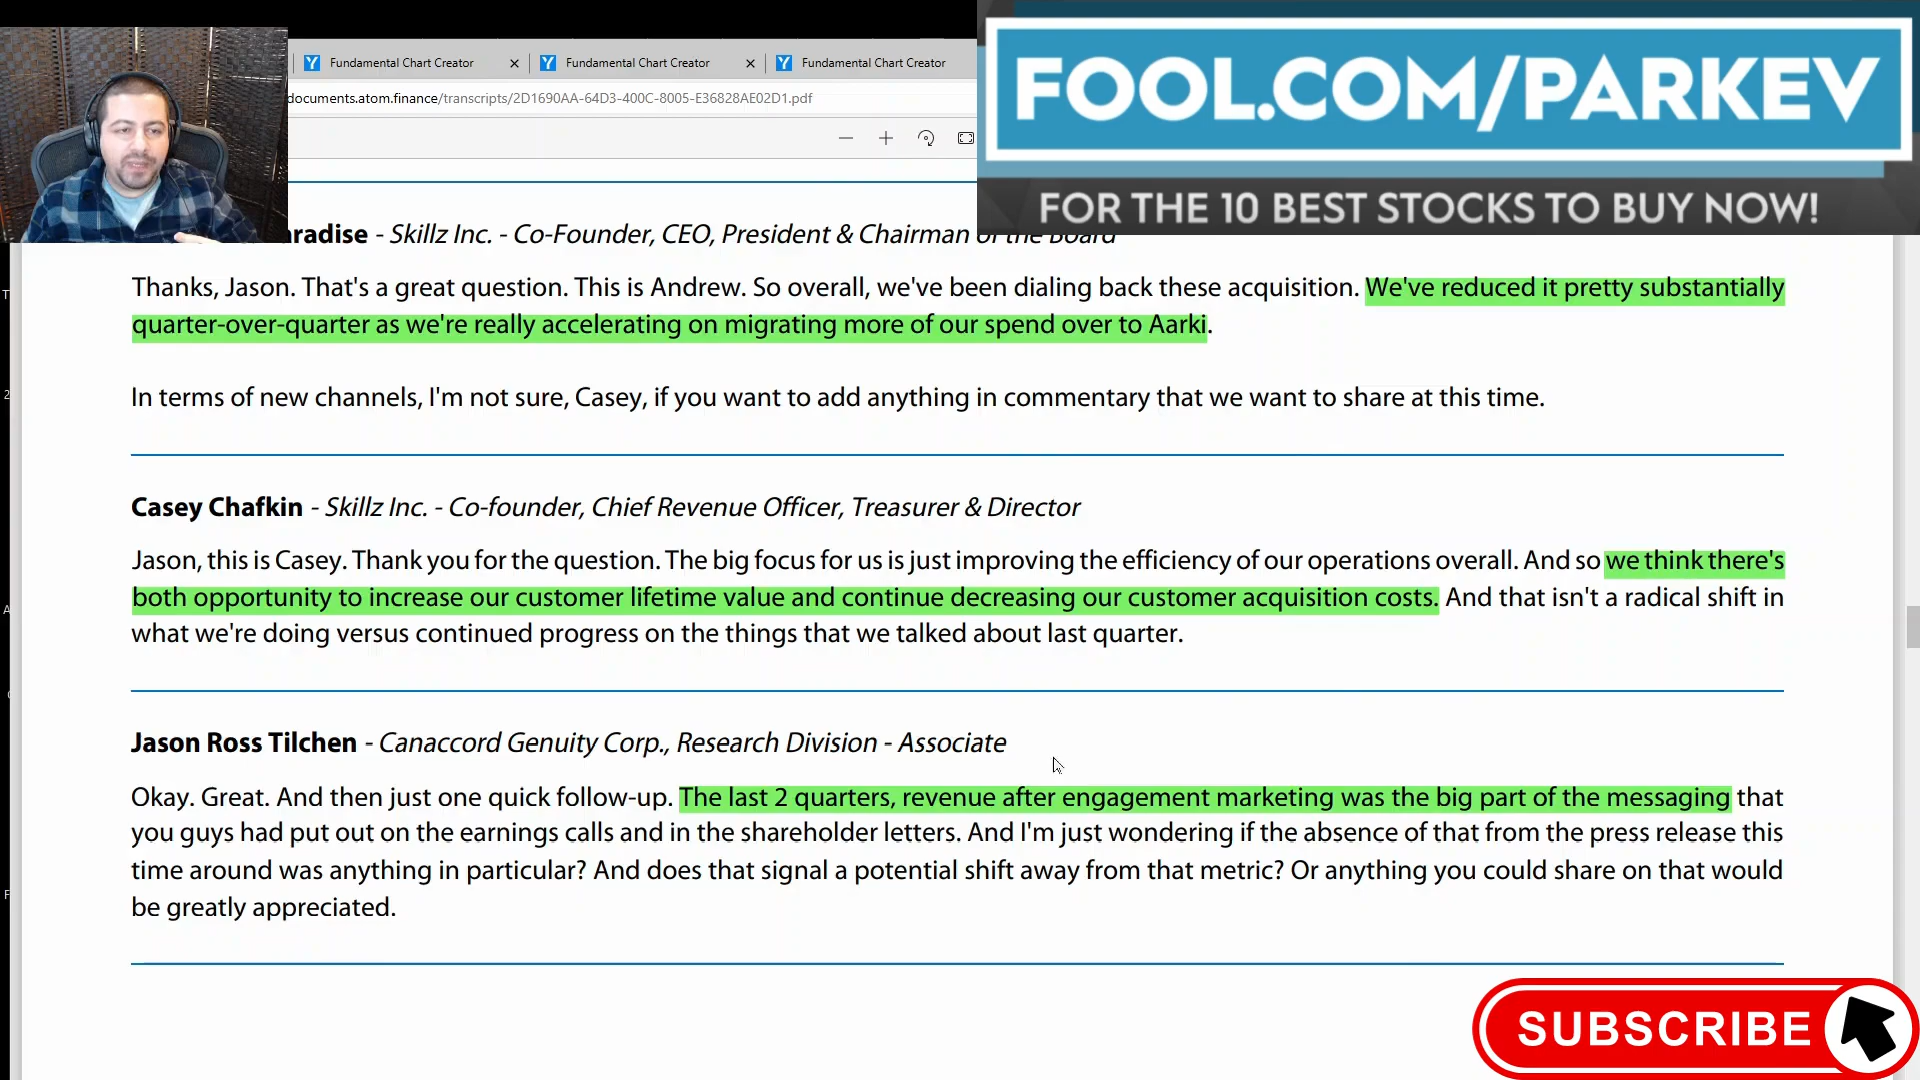 Fundamental Chart Creator
Fundamental Chart Creator
Fundamental Chart Creator
documents.atom.finance/transcripts/2D1690AA-64D3-400C-8005-E36828AE02D1.pdf
FOOL.COM/PARKEV
FOR THE 10 BEST STOCKS TO BUY NOW!
aradise - Skillz Inc. - Co-Founder, CEO, President & Chairman of the Board
Thanks, Jason. That's a great question. This is Andrew. So overall, we've been dialing back these acquisition. We've reduced it pretty substantially
quarter-over-quarter as we're really accelerating on migrating more of our spend over to Aarki.
In terms of new channels, I'm not sure, Casey, if you want to add anything in commentary that we want to share at this time.
Casey Chafkin - Skillz Inc. - Co-founder, Chief Revenue Officer, Treasurer & Director
Jason, this is Casey. Thank you for the question. The big focus for us is just improving the efficiency of our operations overall. And so we think there's
both opportunity to increase our customer lifetime value and continue decreasing our customer acquisition costs. And that isn't a radical shift in
what we're doing versus continued progress on the things that we talked about last quarter.
Jason Ross Tilchen - Canaccord Genuity Corp., Research Division - Associate
Okay. Great. And then just one quick follow-up. The last 2 quarters, revenue after engagement marketing was the big part of the messaging that
you guys had put out on the earnings calls and in the shareholder letters. And I'm just wondering if the absence of that from the press release this
time around was anything in particular? And does that signal a potential shift away from that metric? Or anything you could share on that would
be greatly appreciated.
SUBSCRIBE